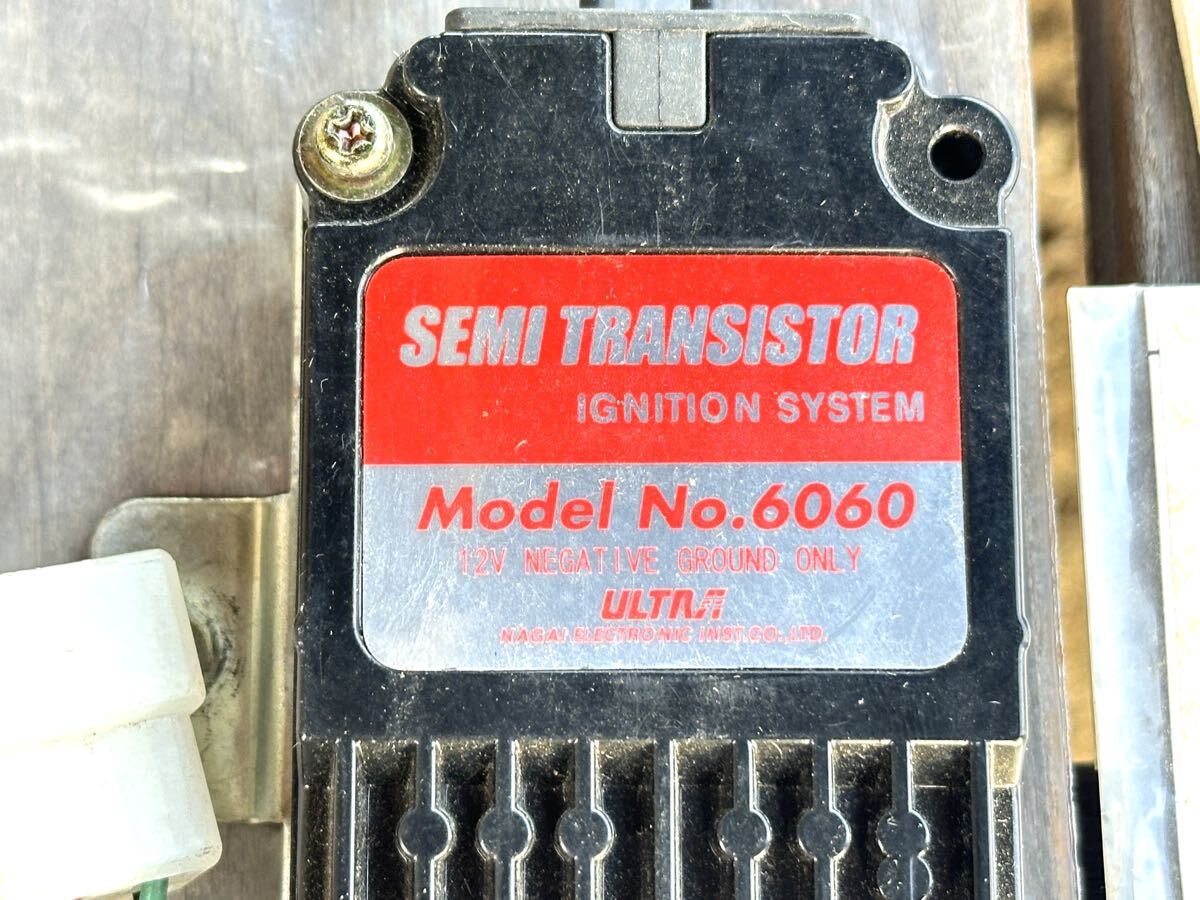 SEMI TRANSISTOR
IGNITION SYSTEM
Model No.6060
12V NEGATIVE GROUND ONLY
ULTRA
NAGAI ELECTRONIC INST.CO.,LTD.